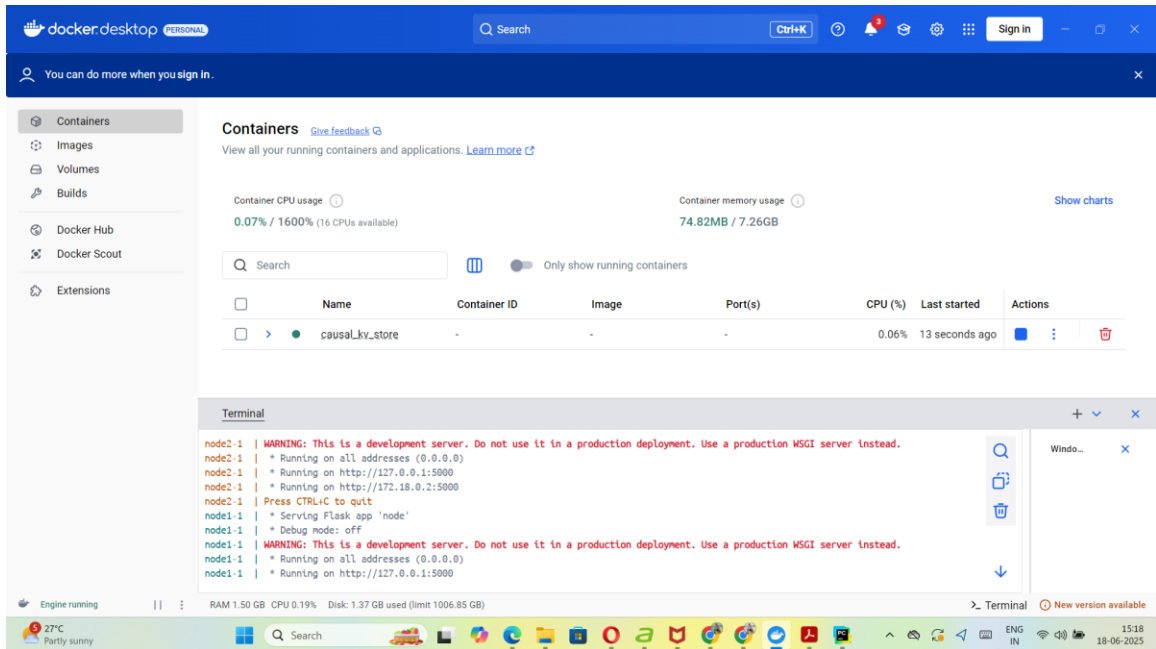 docker desktop PERSONAL
Search Ctrl+K
3
Sign in
You can do more when you sign in.
Containers
Images
Volumes
Builds
Docker Hub
Docker Scout
Extensions
Containers Give feedback
View all your running containers and applications. Learn more
Container CPU usage
0.07% / 1600% (16 CPUs available)
Container memory usage
74.82MB / 7.26GB
Show charts
Search
Only show running containers
Name Container ID Image Port(s) CPU (%) Last started Actions
causal_kv_store - - - 0.06% 13 seconds ago
Terminal
node2-1 | WARNING: This is a development server. Do not use it in a production deployment. Use a production WSGI server instead.
node2-1 | * Running on all addresses (0.0.0.0)
node2-1 | * Running on http://127.0.0.1:5000
node2-1 | * Running on http://172.18.0.2:5000
node2-1 | Press CTRL+C to quit
node1-1 | * Serving Flask app 'node'
node1-1 | * Debug mode: off
node1-1 | WARNING: This is a development server. Do not use it in a production deployment. Use a production WSGI server instead.
node1-1 | * Running on all addresses (0.0.0.0)
node1-1 | * Running on http://127.0.0.1:5000
Windo...
Engine running
RAM 1.50 GB CPU 0.19% Disk: 1.37 GB used (limit 1006.85 GB)
>_ Terminal
New version available
5
27°C
Partly sunny
Search
PC
ENG
IN
15:18
18-06-2025